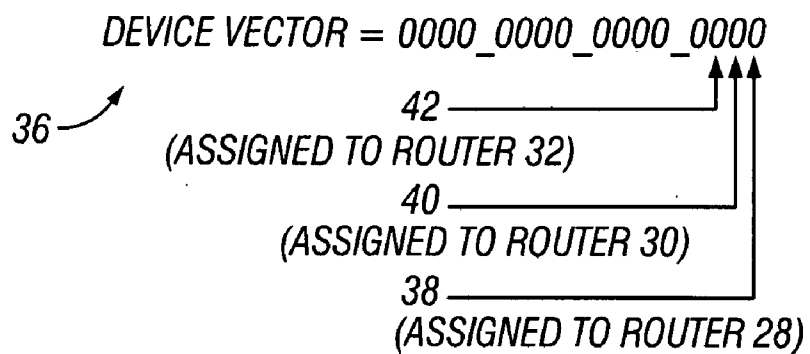 DEVICE VECTOR = 0000_0000_0000_0000
36
42
(ASSIGNED TO ROUTER 32)
40
(ASSIGNED TO ROUTER 30)
38
(ASSIGNED TO ROUTER 28)